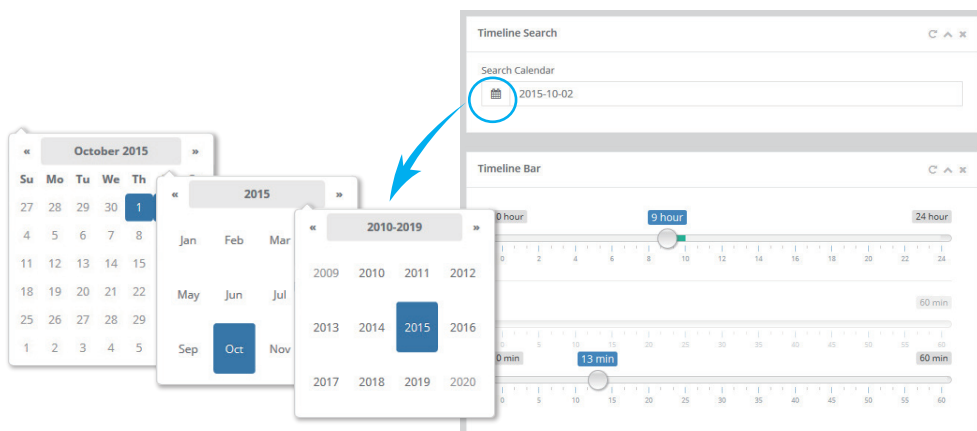 Timeline Search
Search Calendar
2015-10-02
« October 2015 »
Su Mo Tu We Th
27 28 29 30 1
4 5 6 7 8
11 12 13 14 15
18 19 20 21 22
25 26 27 28 29
1 2 3 4 5
« 2015 »
Jan Feb Mar
May Jun Jul
Sep Oct Nov
« 2010-2019 »
2009 2010 2011 2012
2013 2014 2015 2016
2017 2018 2019 2020
Timeline Bar
0 hour 9 hour 24 hour
0 2 4 6 8 10 12 14 16 18 20 22 24
60 min
0 5 10 15 20 25 30 35 40 45 50 55 60
0 min 13 min 60 min
0 5 10 15 20 25 30 35 40 45 50 55 60